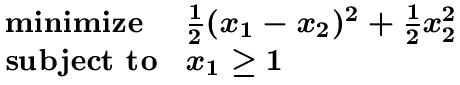 minimize ½(x₁ − x₂)² + ½x₂²
subject to x₁ ≥ 1